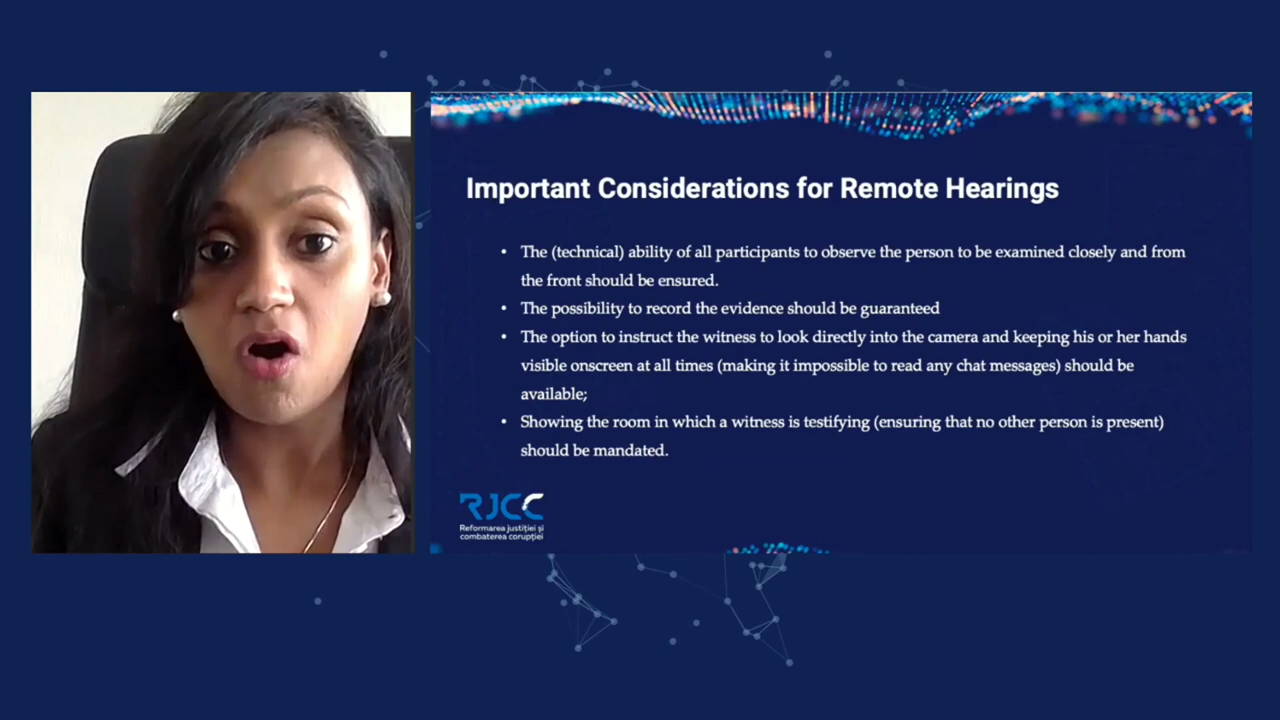 Important Considerations for Remote Hearings
• The (technical) ability of all participants to observe the person to be examined closely and from
the front should be ensured.
• The possibility to record the evidence should be guaranteed
• The option to instruct the witness to look directly into the camera and keeping his or her hands
visible onscreen at all times (making it impossible to read any chat messages) should be
available;
• Showing the room in which a witness is testifying (ensuring that no other person is present)
should be mandated.
RJCC
Reformarea justiției și
combaterea corupției